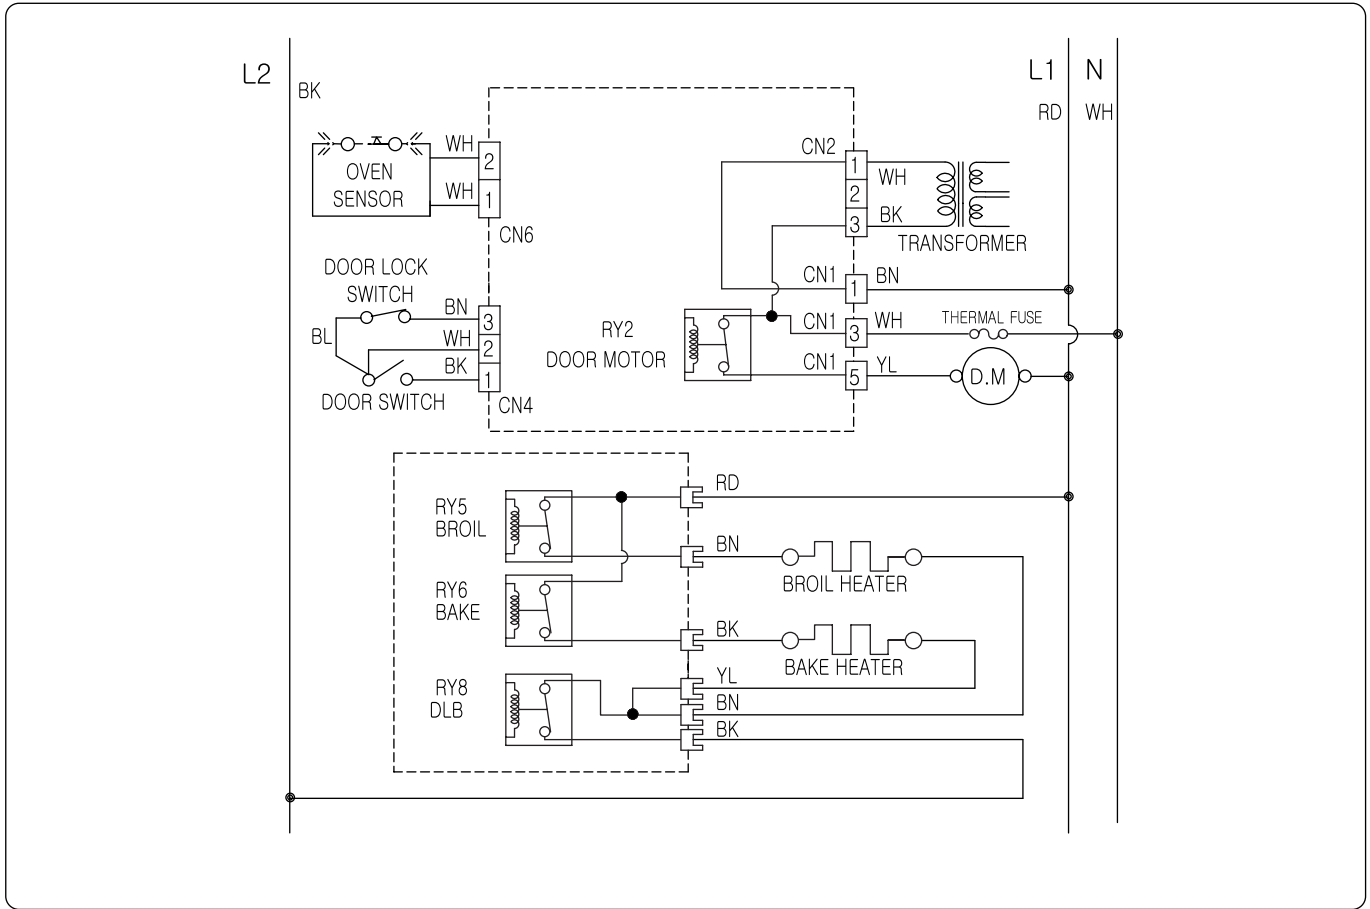 L2
L1
N
BK
RD
WH
WH
OVEN
SENSOR
2
WH
1
CN6
CN2
1
WH
2
BK
3
TRANSFORMER
DOOR LOCK
SWITCH
CN1
BN
1
BN
3
BL
WH
2
BK
1
DOOR SWITCH
CN4
RY2
DOOR MOTOR
CN1
WH
3
THERMAL FUSE
CN1
YL
5
D.M
RD
RY5
BROIL
BN
BROIL HEATER
RY6
BAKE
BK
BAKE HEATER
YL
RY8
DLB
BN
BK